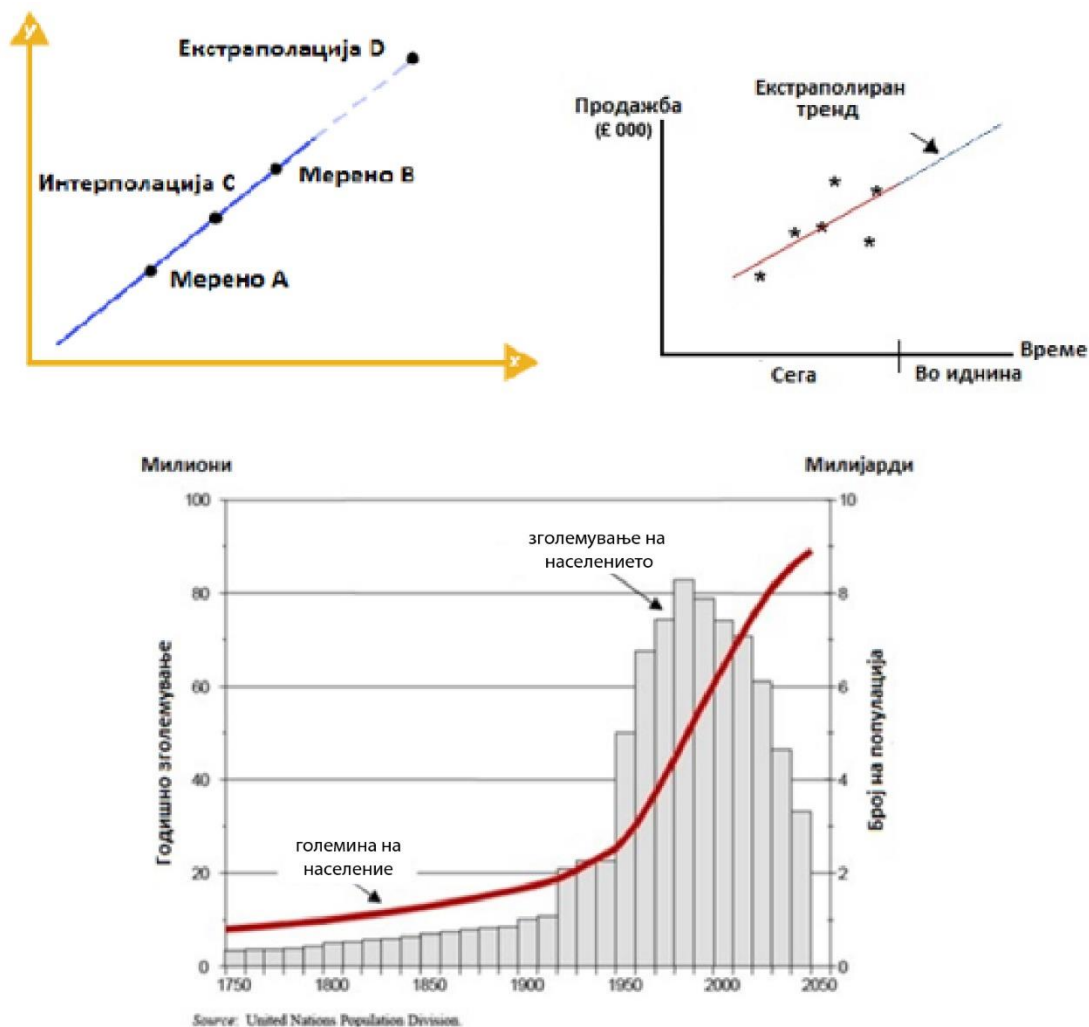 y
Екстраполација D
Интерполација C
Мерено B
Мерено A
x
Продажба
(£ 000)
Екстраполиран
тренд
Време
Сега
Во иднина
Милиони
Милијарди
100
80
60
40
20
0
Годишно зголемување
зголемување на
населението
големина на
население
10
8
6
4
2
0
Број на популација
1750
1800
1850
1900
1950
2000
2050
Source: United Nations Population Division.